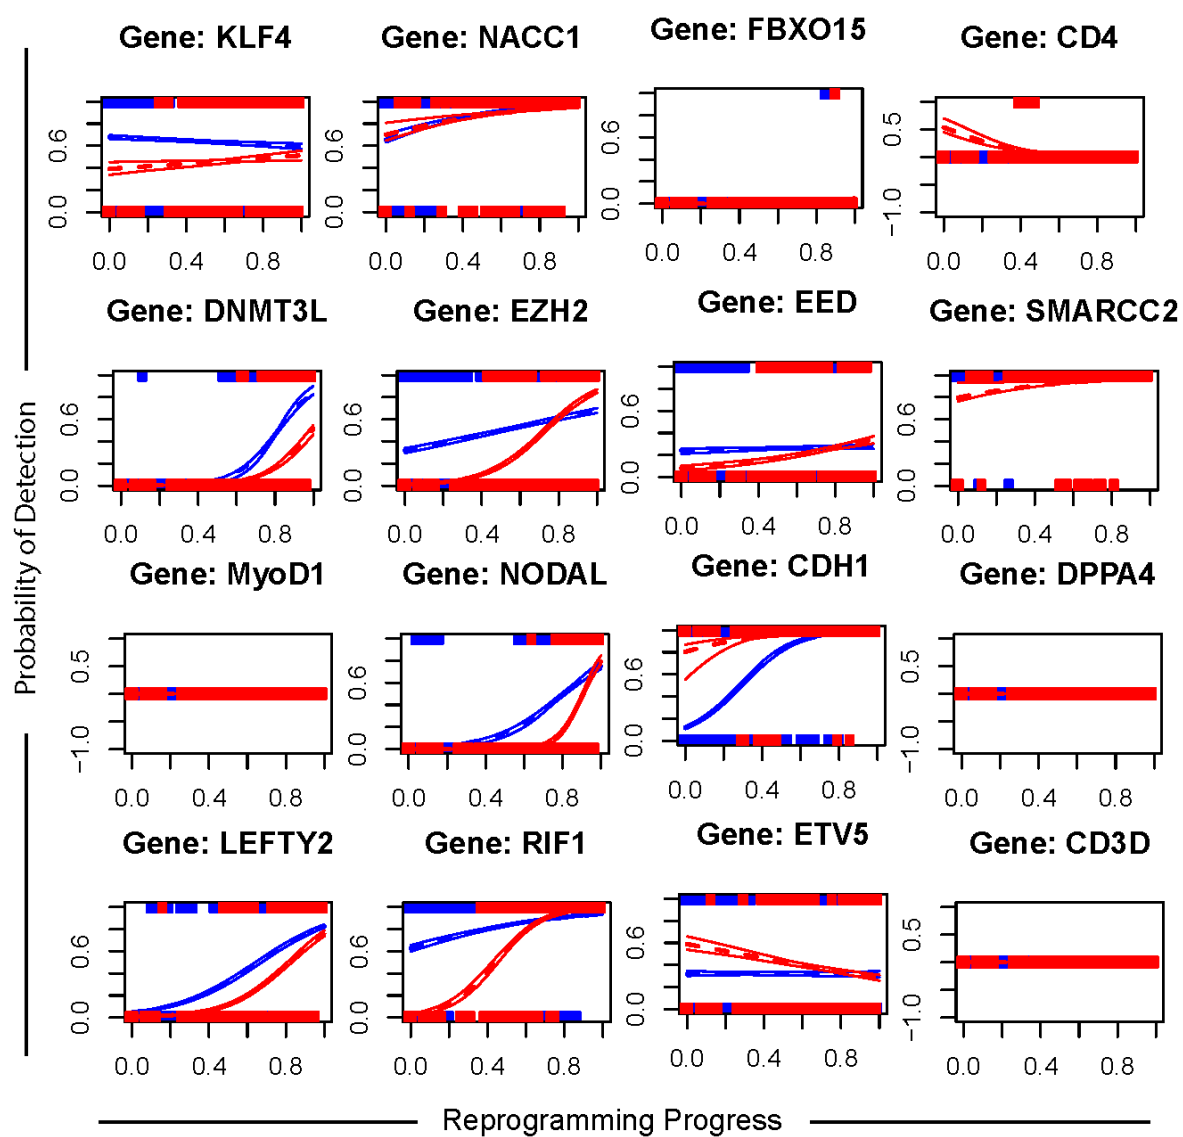 Gene: KLF4
Gene: NACC1
Gene: FBXO15
Gene: CD4
0.0 0.6
0.0 0.4 0.8
0.0 0.6
0.0 0.4 0.8
0.0 0.6
0.0 0.4 0.8
−1.0 0.5
0.0 0.4 0.8
Gene: DNMT3L
Gene: EZH2
Gene: EED
Gene: SMARCC2
0.0 0.6
0.0 0.4 0.8
0.0 0.6
0.0 0.4 0.8
0.0 0.6
0.0 0.4 0.8
0.0 0.6
0.0 0.4 0.8
Probability of Detection
Gene: MyoD1
Gene: NODAL
Gene: CDH1
Gene: DPPA4
−1.0 0.5
0.0 0.4 0.8
0.0 0.6
0.0 0.4 0.8
0.0 0.6
0.0 0.4 0.8
−1.0 0.5
0.0 0.4 0.8
Gene: LEFTY2
Gene: RIF1
Gene: ETV5
Gene: CD3D
0.0 0.6
0.0 0.4 0.8
0.0 0.6
0.0 0.4 0.8
0.0 0.6
0.0 0.4 0.8
−1.0 0.5
0.0 0.4 0.8
Reprogramming Progress